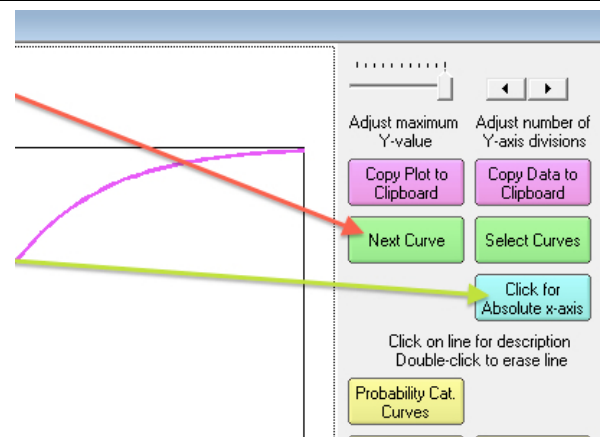 Adjust maximum
Y-value
Adjust number of
Y-axis divisions
Copy Plot to
Clipboard
Copy Data to
Clipboard
Next Curve
Select Curves
Click for
Absolute x-axis
Click on line for description
Double-click to erase line
Probability Cat.
Curves